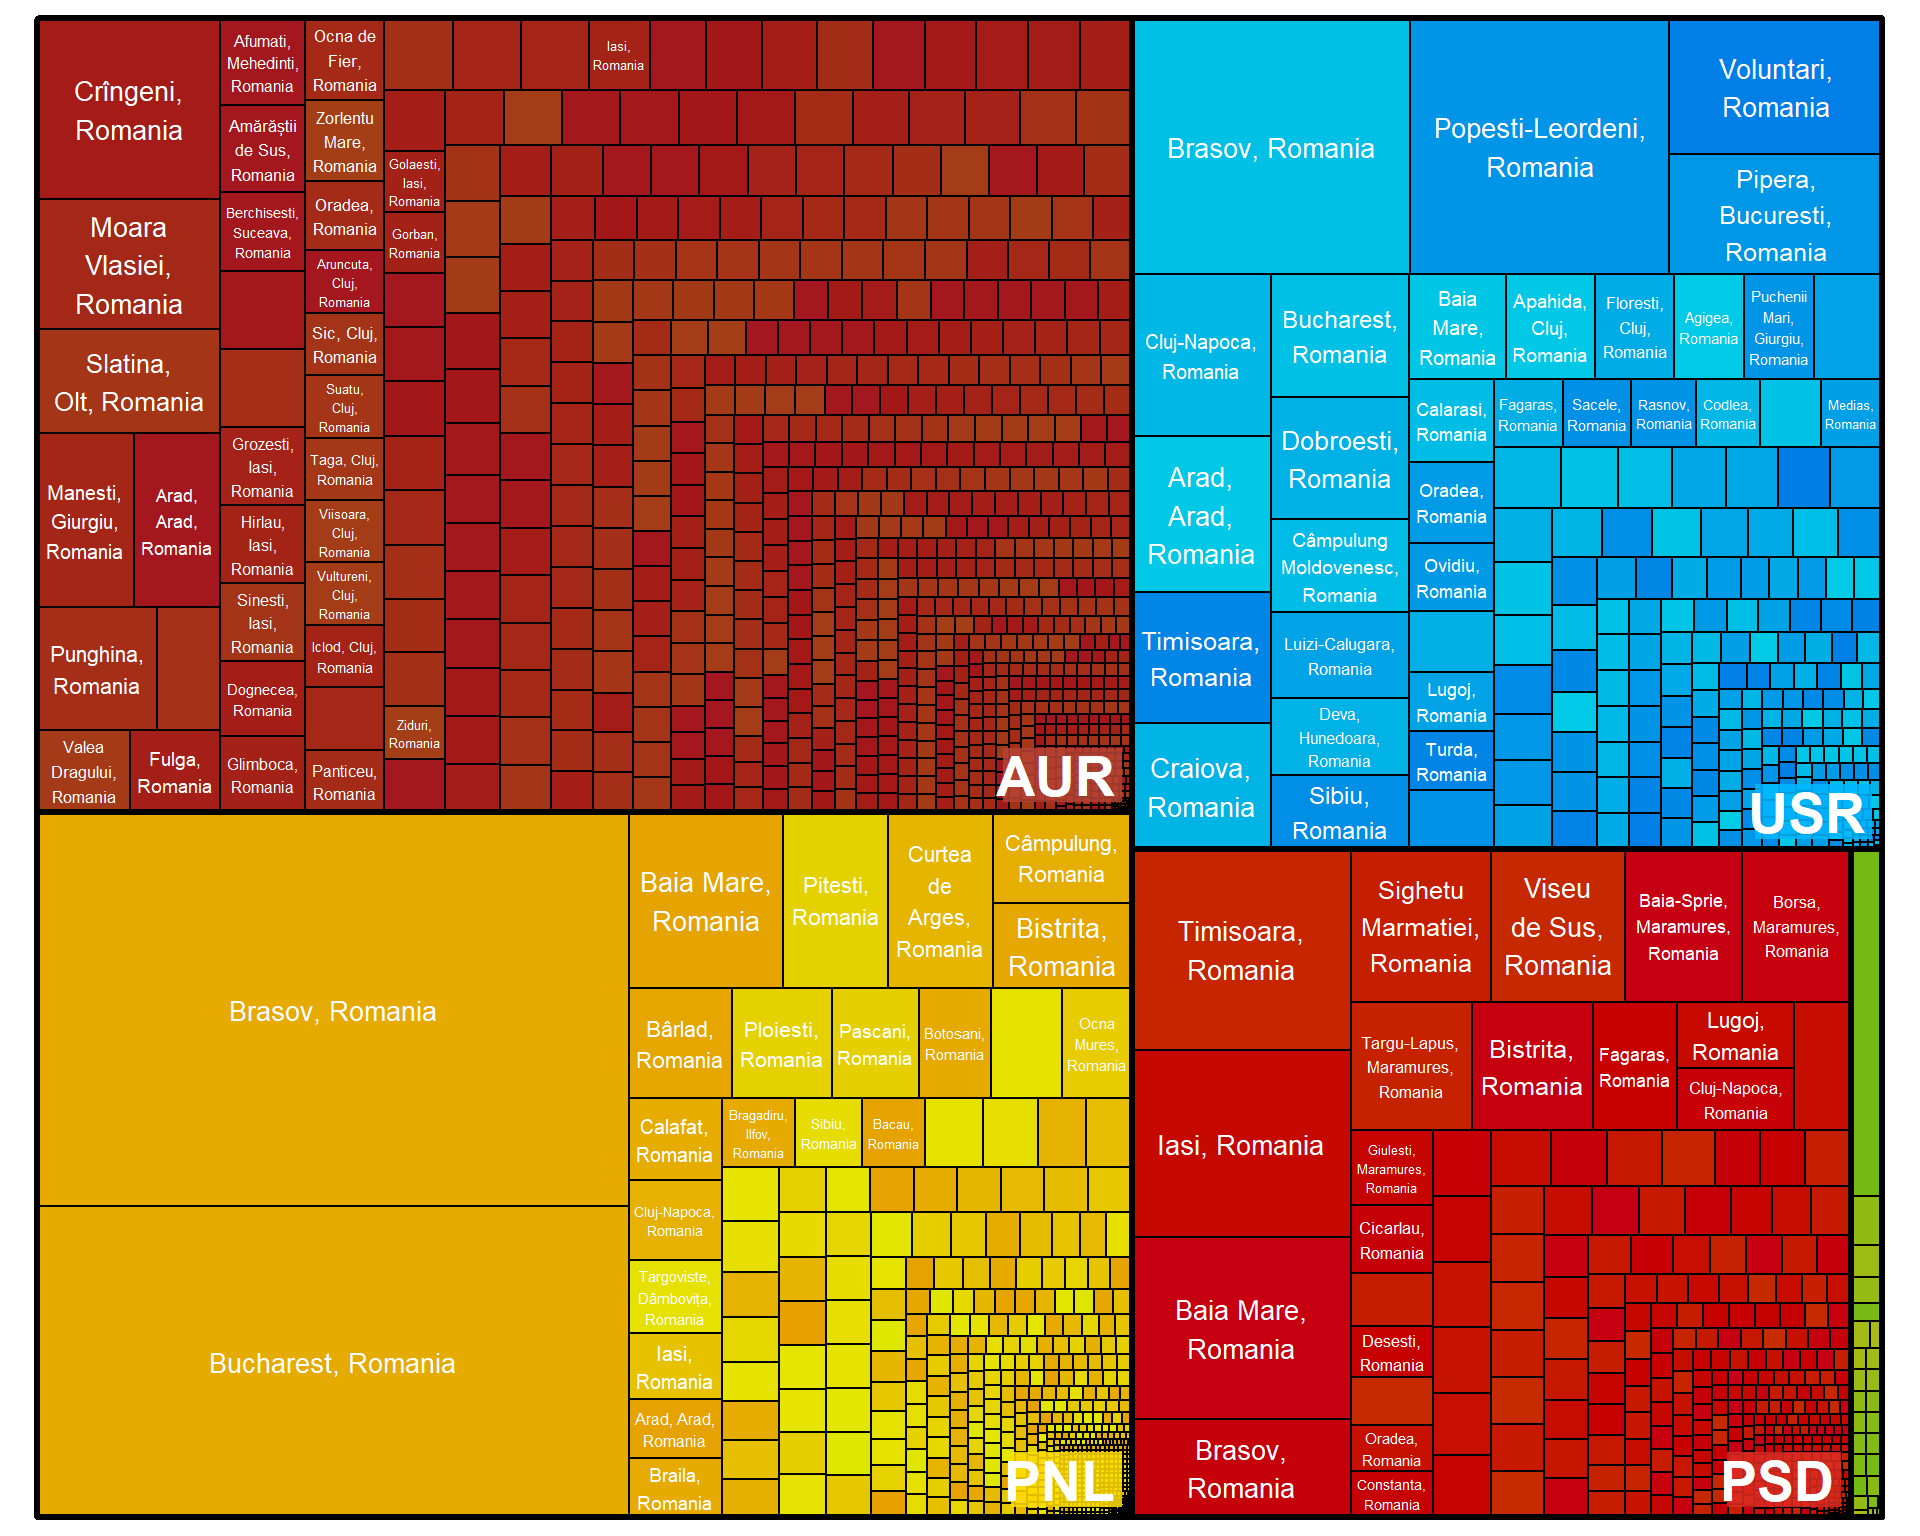 Crîngeni,
Romania
Moara
Vlasiei,
Romania
Slatina,
Olt, Romania
Manesti,
Giurgiu,
Romania
Arad,
Arad,
Romania
Punghina,
Romania
Valea
Dragului,
Romania
Fulga,
Romania
Afumati,
Mehedinti,
Romania
Amărăștii
de Sus,
Romania
Berchisesti,
Suceava,
Romania
Grozesti,
Iasi,
Romania
Hirlau,
Iasi,
Romania
Sinesti,
Iasi,
Romania
Dognecea,
Romania
Glimboca,
Romania
Ocna de
Fier,
Romania
Zorlentu
Mare,
Romania
Oradea,
Romania
Aruncuta,
Cluj,
Romania
Sic, Cluj,
Romania
Suatu,
Cluj,
Romania
Taga, Cluj,
Romania
Viisoara,
Cluj,
Romania
Vultureni,
Cluj,
Romania
Iclod, Cluj,
Romania
Panticeu,
Romania
Golaesti,
Iasi,
Romania
Gorban,
Romania
Ziduri,
Romania
Iasi,
Romania
AUR
Brasov, Romania
Popesti-Leordeni,
Romania
Voluntari,
Romania
Pipera,
Bucuresti,
Romania
Cluj-Napoca,
Romania
Arad,
Arad,
Romania
Timisoara,
Romania
Craiova,
Romania
Bucharest,
Romania
Dobroesti,
Romania
Câmpulung
Moldovenesc,
Romania
Luizi-Calugara,
Romania
Deva,
Hunedoara,
Romania
Sibiu,
Romania
Baia
Mare,
Romania
Apahida,
Cluj,
Romania
Floresti,
Cluj,
Romania
Agigea,
Romania
Puchenii
Mari,
Giurgiu,
Romania
Calarasi,
Romania
Oradea,
Romania
Ovidiu,
Romania
Lugoj,
Romania
Turda,
Romania
Fagaras,
Romania
Sacele,
Romania
Rasnov,
Romania
Codlea,
Romania
Medias,
Romania
USR
Brasov, Romania
Bucharest, Romania
Baia Mare,
Romania
Pitesti,
Romania
Curtea
de
Arges,
Romania
Câmpulung,
Romania
Bistrita,
Romania
Bârlad,
Romania
Ploiesti,
Romania
Pascani,
Romania
Botosani,
Romania
Ocna
Mures,
Romania
Calafat,
Romania
Bragadiru,
Ilfov,
Romania
Sibiu,
Romania
Bacau,
Romania
Cluj-Napoca,
Romania
Targoviste,
Dâmbovița,
Romania
Iasi,
Romania
Arad, Arad,
Romania
Braila,
Romania
PNL
Timisoara,
Romania
Iasi, Romania
Baia Mare,
Romania
Brasov,
Romania
Sighetu
Marmatiei,
Romania
Viseu
de Sus,
Romania
Baia-Sprie,
Maramures,
Romania
Borsa,
Maramures,
Romania
Targu-Lapus,
Maramures,
Romania
Bistrita,
Romania
Fagaras,
Romania
Lugoj,
Romania
Cluj-Napoca,
Romania
Giulesti,
Maramures,
Romania
Cicarlau,
Romania
Desesti,
Romania
Oradea,
Romania
Constanta,
Romania
PSD